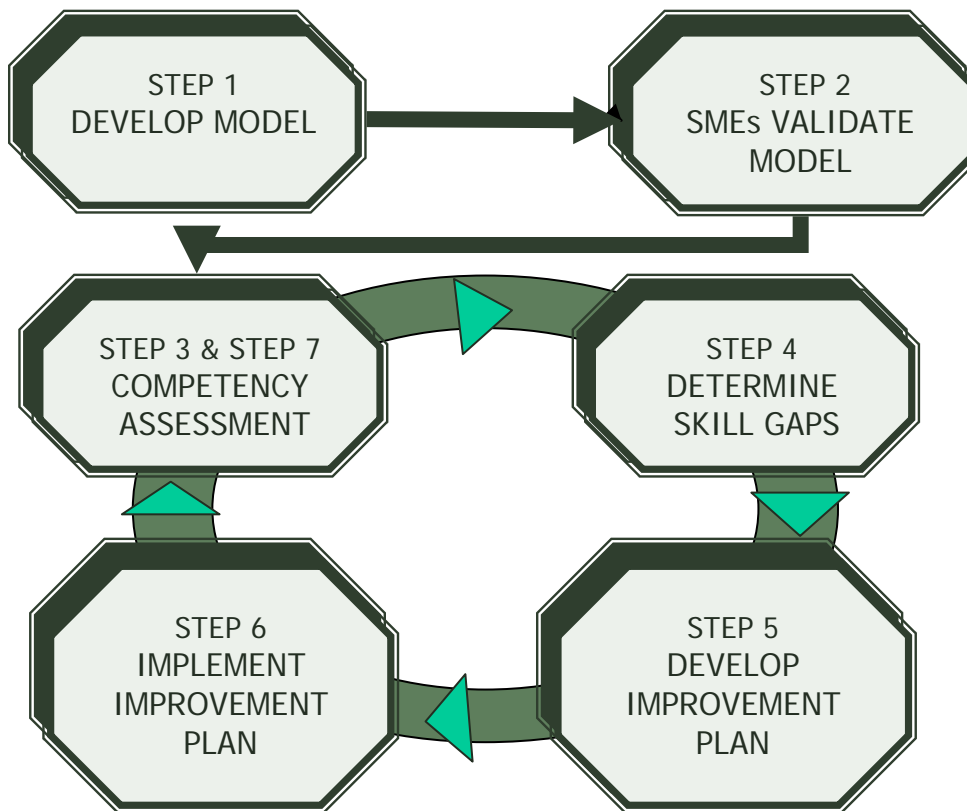 STEP 1
DEVELOP MODEL
STEP 2
SMEs VALIDATE
MODEL
STEP 3 & STEP 7
COMPETENCY
ASSESSMENT
STEP 4
DETERMINE
SKILL GAPS
STEP 6
IMPLEMENT
IMPROVEMENT
PLAN
STEP 5
DEVELOP
IMPROVEMENT
PLAN